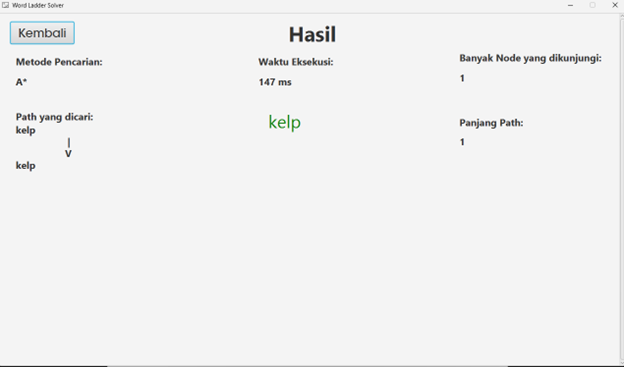 Word Ladder Solver
Kembali
Hasil
Metode Pencarian:
A*
Waktu Eksekusi:
147 ms
Banyak Node yang dikunjungi:
1
Path yang dicari:
kelp
|
V
kelp
kelp
Panjang Path:
1